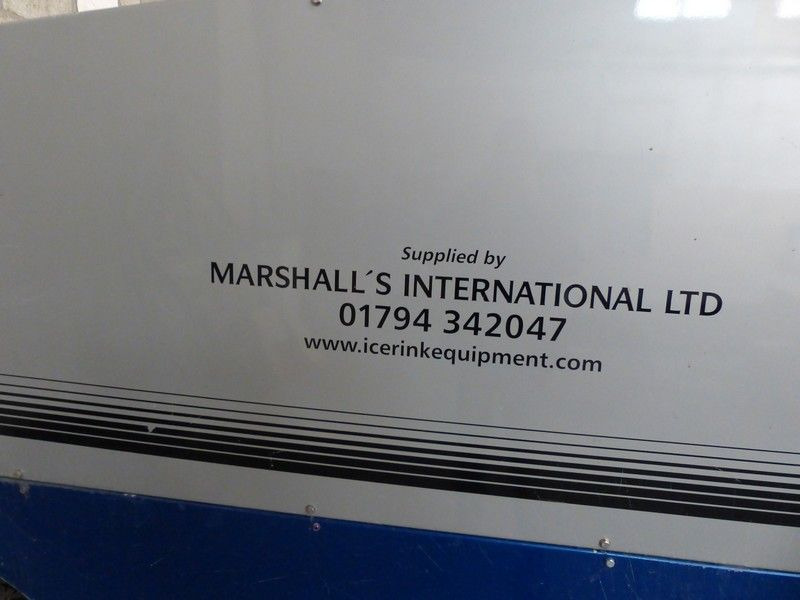 Supplied by
MARSHALL´S INTERNATIONAL LTD
01794 342047
www.icerinkequipment.com